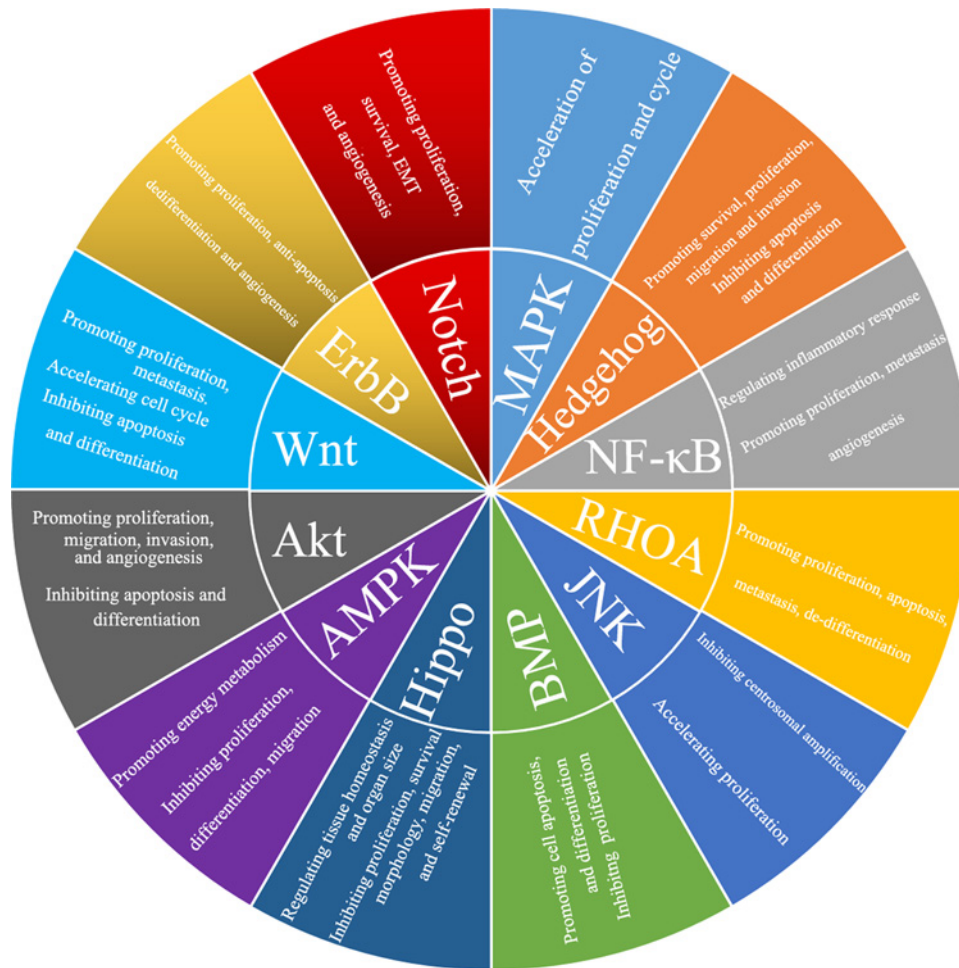 MAPK
Acceleration of
proliferation and cycle
Hedgehog
Promoting survival, proliferation,
migration and invasion
Inhibiting apoptosis
and differentiation
NF-κB
Regulating inflammatory response
Promoting proliferation, metastasis
angiogenesis
RHOA
Promoting proliferation, apoptosis,
metastasis, de-differentiation
JNK
Inhibiting centrosomal amplification
Accelerating proliferation
BMP
Promoting cell apoptosis,
and differentiation
Inhibing proliferation
Hippo
Regulating tissue homeostasis
and organ size
Inhibiting proliferation, survival
morphology, migration,
and self-renewal
AMPK
Promoting energy metabolism
Inhibiting proliferation,
differentiation, migration
Akt
Promoting proliferation,
migration, invasion,
and angiogenesis
Inhibiting apoptosis and
differentiation
Wnt
Promoting proliferation,
metastasis.
Accelerating cell cycle
Inhibiting apoptosis
and differentiation
ErbB
Promoting proliferation, anti-apoptosis
dedifferentiation and angiogenesis
Notch
Promoting proliferation,
survival, EMT
and angiogenesis